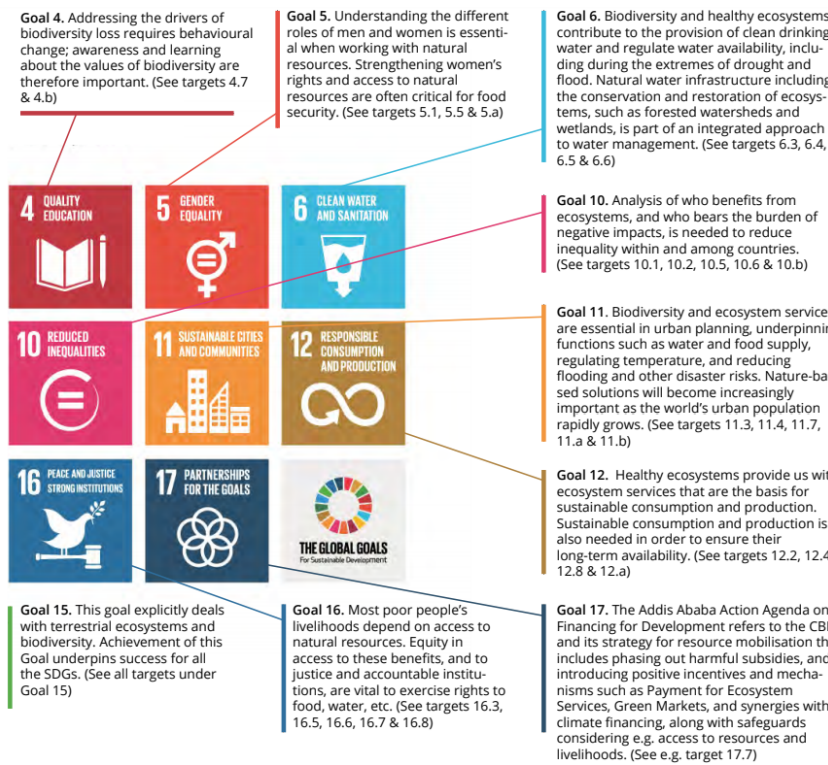 Goal 4. Addressing the drivers of
biodiversity loss requires behavioural
change; awareness and learning
about the values of biodiversity are
therefore important. (See targets 4.7
& 4.b)
Goal 5. Understanding the different
roles of men and women is essenti-
al when working with natural
resources. Strengthening women's
rights and access to natural
resources are often critical for food
security. (See targets 5.1, 5.5 & 5.a)
Goal 6. Biodiversity and healthy ecosystems
contribute to the provision of clean drinking
water and regulate water availability, inclu-
ding during the extremes of drought and
flood. Natural water infrastructure including
the conservation and restoration of ecosys-
tems, such as forested watersheds and
wetlands, is part of an integrated approach
to water management. (See targets 6.3, 6.4,
6.5 & 6.6)
4 QUALITY
EDUCATION
5 GENDER
EQUALITY
6 CLEAN WATER
AND SANITATION
Goal 10. Analysis of who benefits from
ecosystems, and who bears the burden of
negative impacts, is needed to reduce
inequality within and among countries.
(See targets 10.1, 10.2, 10.5, 10.6 & 10.b)
10 REDUCED
INEQUALITIES
11 SUSTAINABLE CITIES
AND COMMUNITIES
12 RESPONSIBLE
CONSUMPTION
AND PRODUCTION
Goal 11. Biodiversity and ecosystem service
are essential in urban planning, underpinnin
functions such as water and food supply,
regulating temperature, and reducing
flooding and other disaster risks. Nature-ba
sed solutions will become increasingly
important as the world's urban population
rapidly grows. (See targets 11.3, 11.4, 11.7,
11.a & 11.b)
16 PEACE AND JUSTICE
STRONG INSTITUTIONS
17 PARTNERSHIPS
FOR THE GOALS
THE GLOBAL GOALS
For Sustainable Development
Goal 12. Healthy ecosystems provide us wit
ecosystem services that are the basis for
sustainable consumption and production.
Sustainable consumption and production is
also needed in order to ensure their
long-term availability. (See targets 12.2, 12.4
12.8 & 12.a)
Goal 15. This goal explicitly deals
with terrestrial ecosystems and
biodiversity. Achievement of this
Goal underpins success for all
the SDGs. (See all targets under
Goal 15)
Goal 16. Most poor people's
livelihoods depend on access to
natural resources. Equity in
access to these benefits, and to
justice and accountable institu-
tions, are vital to exercise rights to
food, water, etc. (See targets 16.3,
16.5, 16.6, 16.7 & 16.8)
Goal 17. The Addis Ababa Action Agenda on
Financing for Development refers to the CB
and its strategy for resource mobilisation th
includes phasing out harmful subsidies, and
introducing positive incentives and mecha-
nisms such as Payment for Ecosystem
Services, Green Markets, and synergies with
climate financing, along with safeguards
considering e.g. access to resources and
livelihoods. (See e.g. target 17.7)